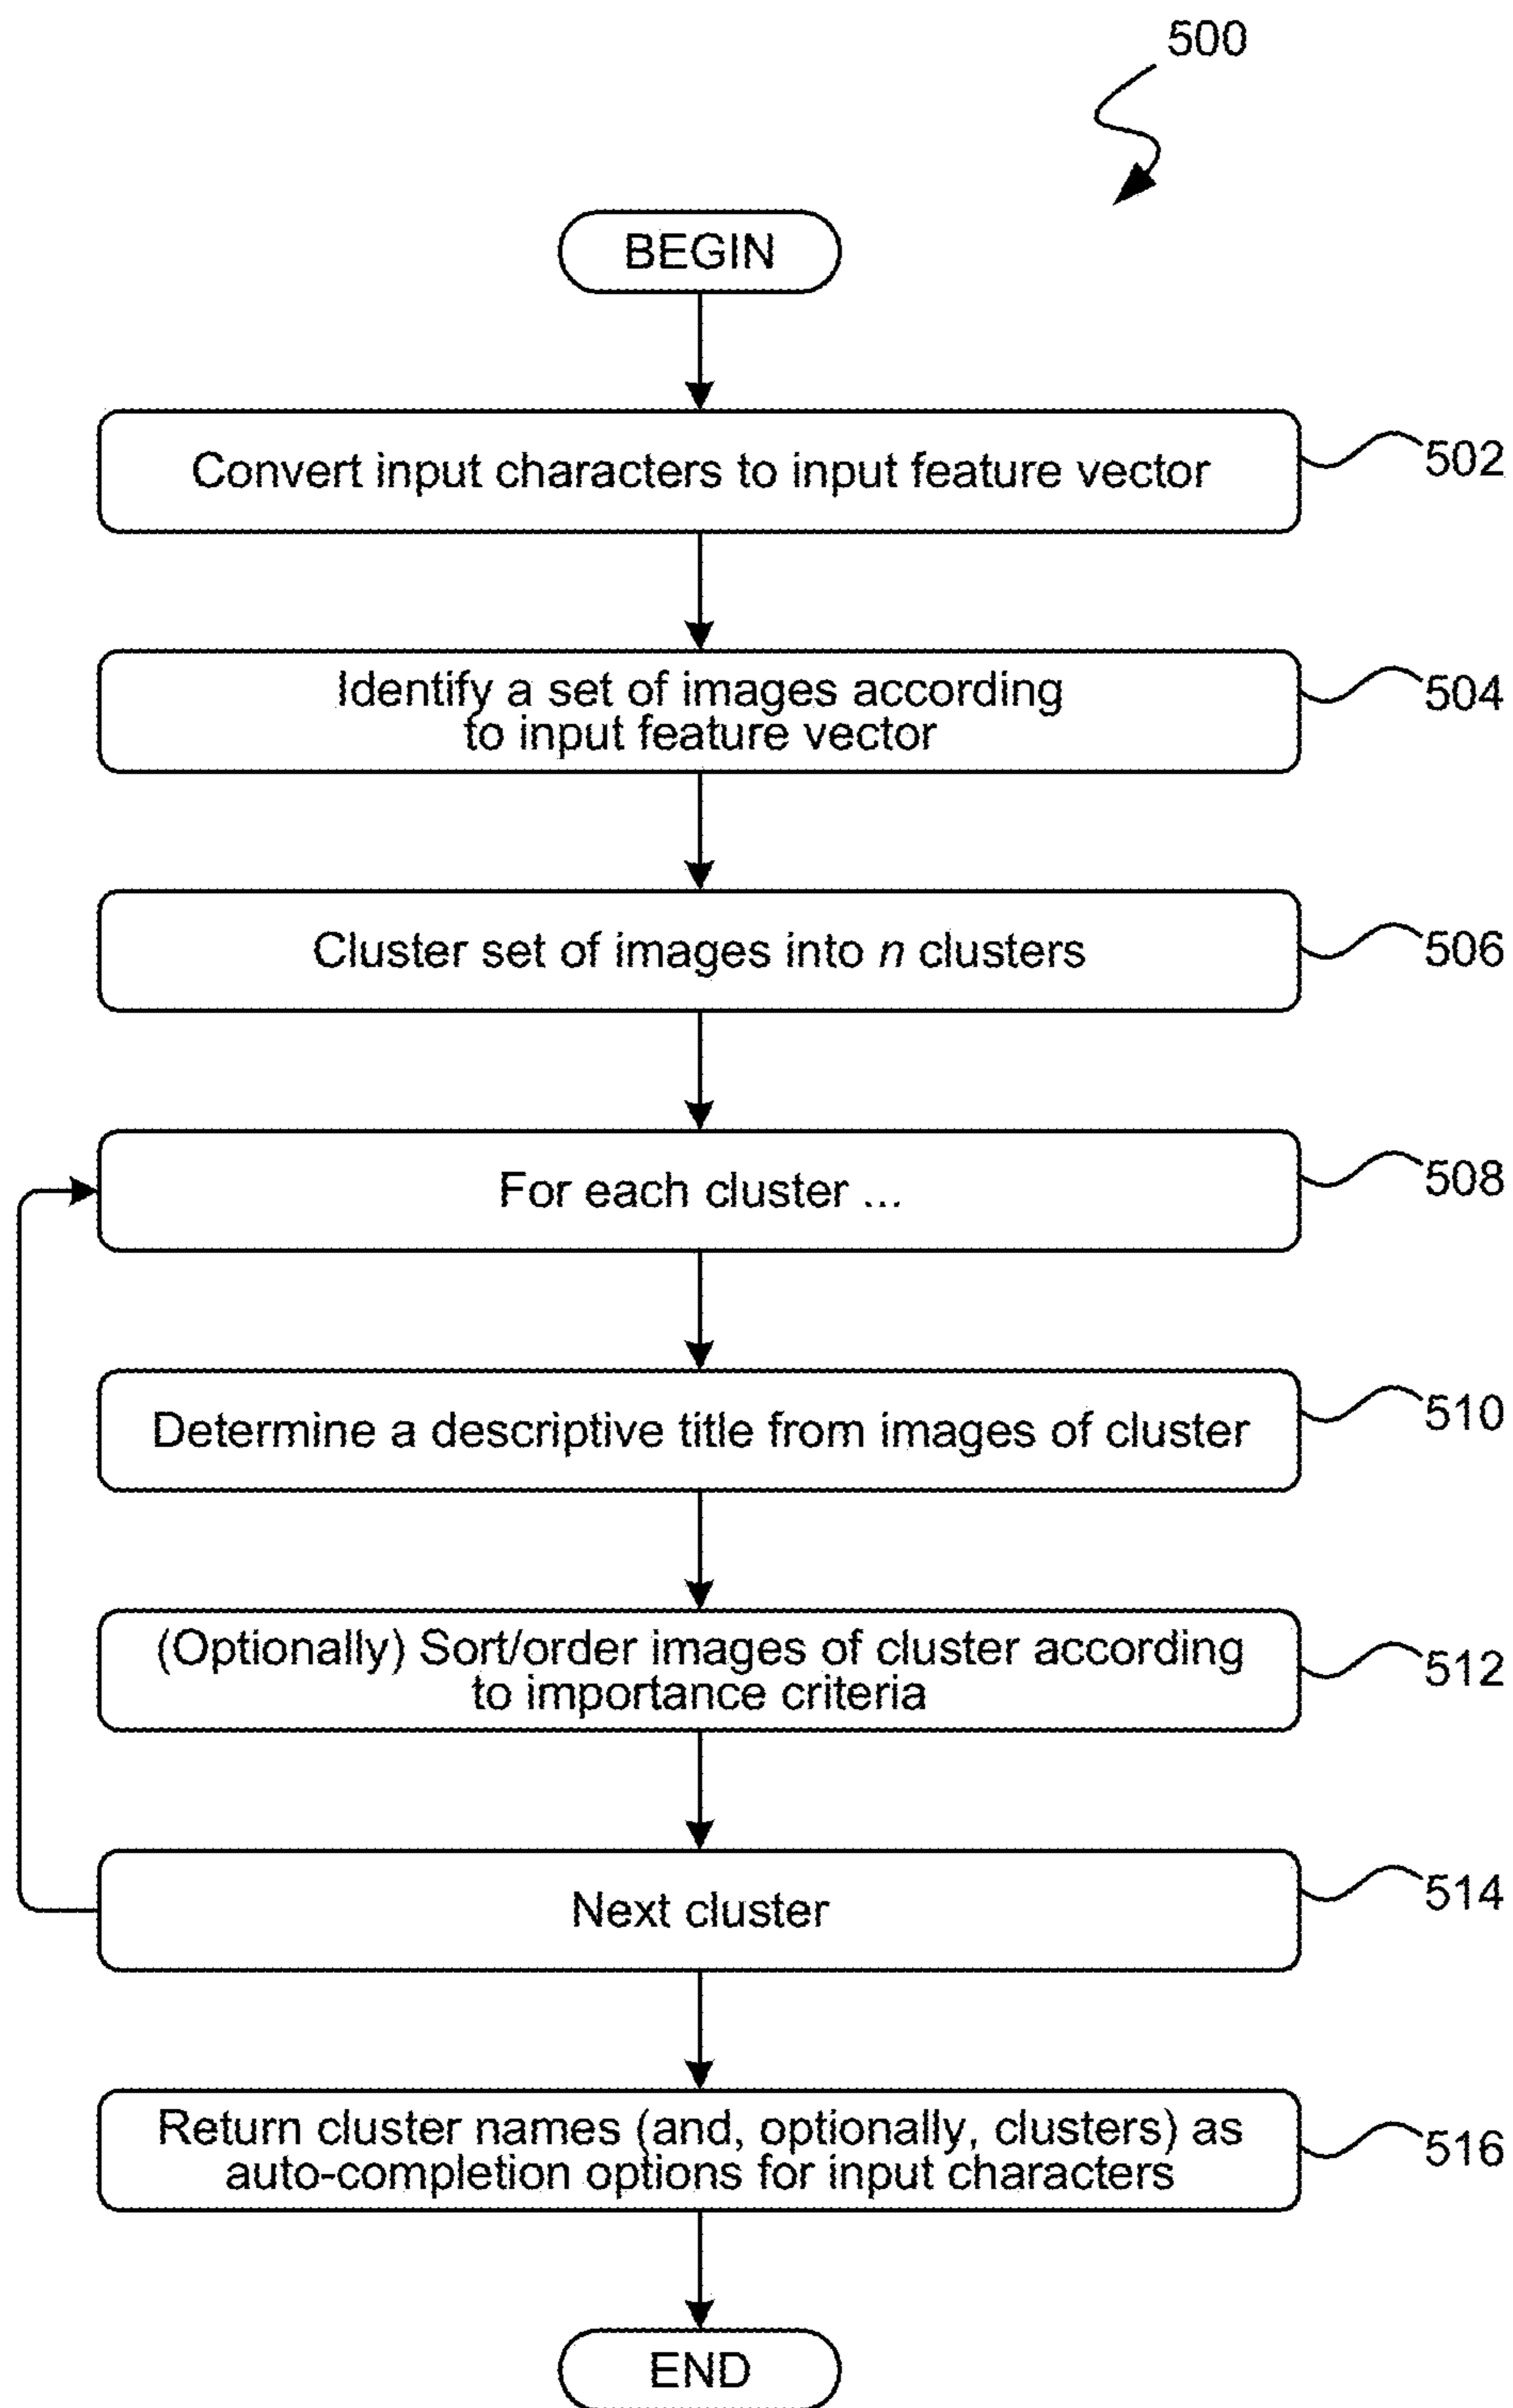 500
BEGIN
Convert input characters to input feature vector
502
Identify a set of images according
to input feature vector
504
Cluster set of images into n clusters
506
For each cluster ...
508
Determine a descriptive title from images of cluster
510
(Optionally) Sort/order images of cluster according
to importance criteria
512
Next cluster
514
Return cluster names (and, optionally, clusters) as
auto-completion options for input characters
516
END